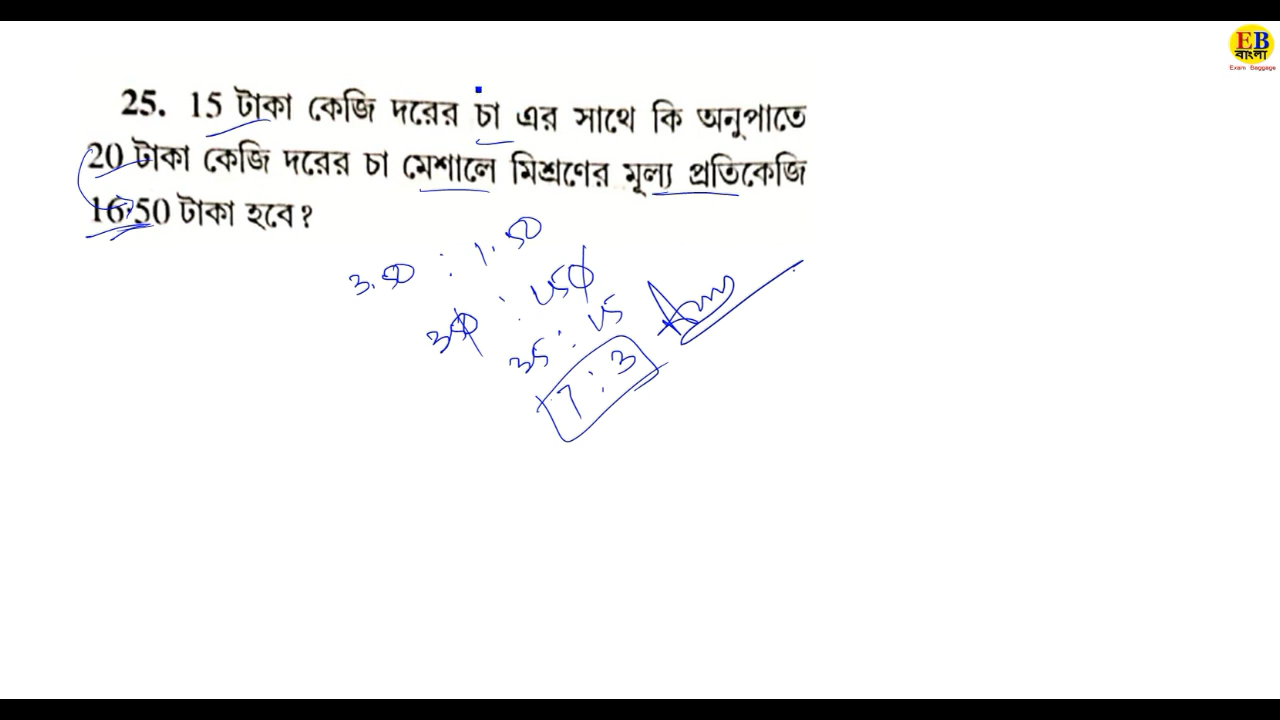 EB
বাংলা
Exam Baggage
25. 15 টাকা কেজি দরের চা এর সাথে কি অনুপাতে
20 টাকা কেজি দরের চা মেশালে মিশ্রণের মূল্য প্রতিকেজি
16·50 টাকা হবে?
3.50 : 1.50
350 : 150
35 : 15
7 : 3
Ans